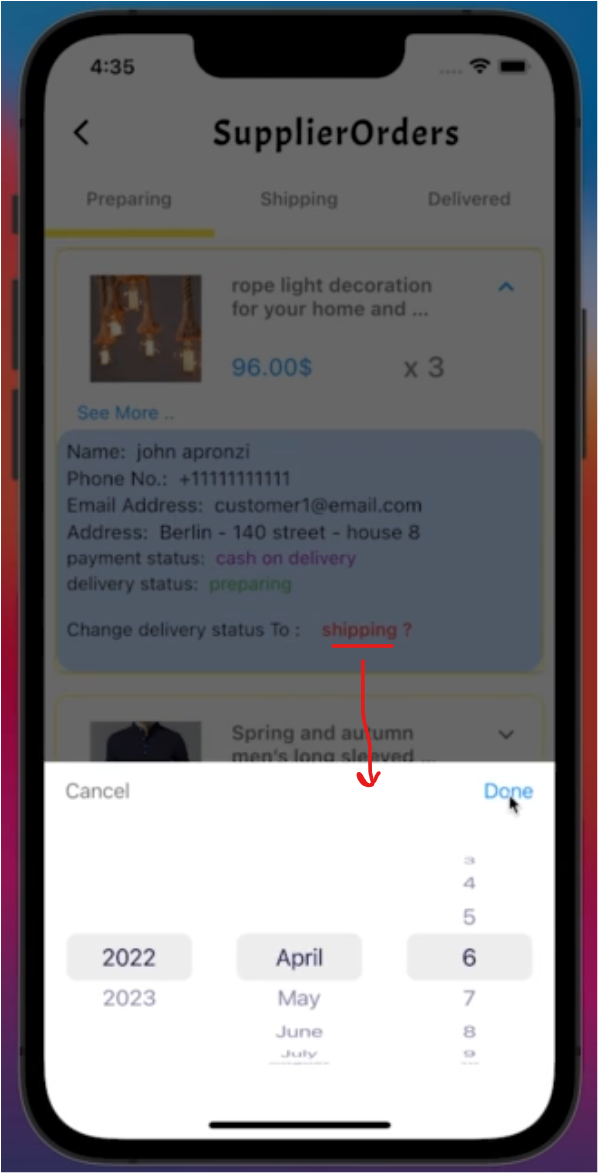 4:35
SupplierOrders
Preparing Shipping Delivered
rope light decoration
for your home and ...
96.00$ x 3
See More ..
Name: john apronzi
Phone No.: +11111111111
Email Address: customer1@email.com
Address: Berlin - 140 street - house 8
payment status: cash on delivery
delivery status: preparing
Change delivery status To : shipping ?
Spring and autumn
men's long sleeved ...
Cancel Done
3
4
5
2022 April 6
2023 May 7
June 8
July 9